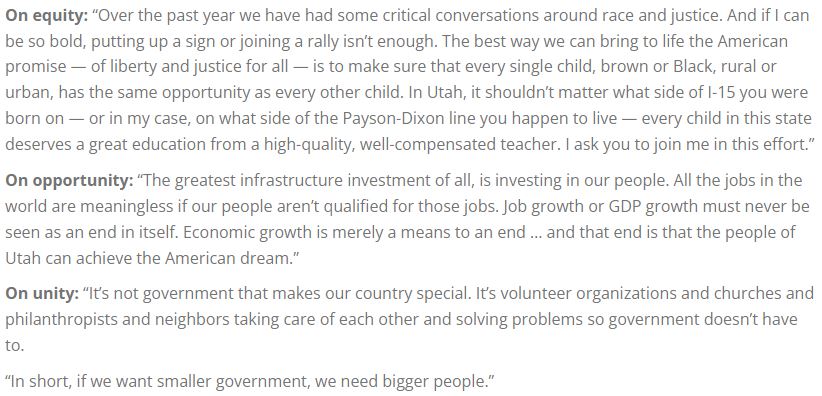 On equity: “Over the past year we have had some critical conversations around race and justice. And if I can
be so bold, putting up a sign or joining a rally isn’t enough. The best way we can bring to life the American
promise — of liberty and justice for all — is to make sure that every single child, brown or Black, rural or
urban, has the same opportunity as every other child. In Utah, it shouldn’t matter what side of I-15 you were
born on — or in my case, on what side of the Payson-Dixon line you happen to live — every child in this state
deserves a great education from a high-quality, well-compensated teacher. I ask you to join me in this effort.”
On opportunity: “The greatest infrastructure investment of all, is investing in our people. All the jobs in the
world are meaningless if our people aren’t qualified for those jobs. Job growth or GDP growth must never be
seen as an end in itself. Economic growth is merely a means to an end … and that end is that the people of
Utah can achieve the American dream.”
On unity: “It’s not government that makes our country special. It’s volunteer organizations and churches and
philanthropists and neighbors taking care of each other and solving problems so government doesn’t have
to.
“In short, if we want smaller government, we need bigger people.”